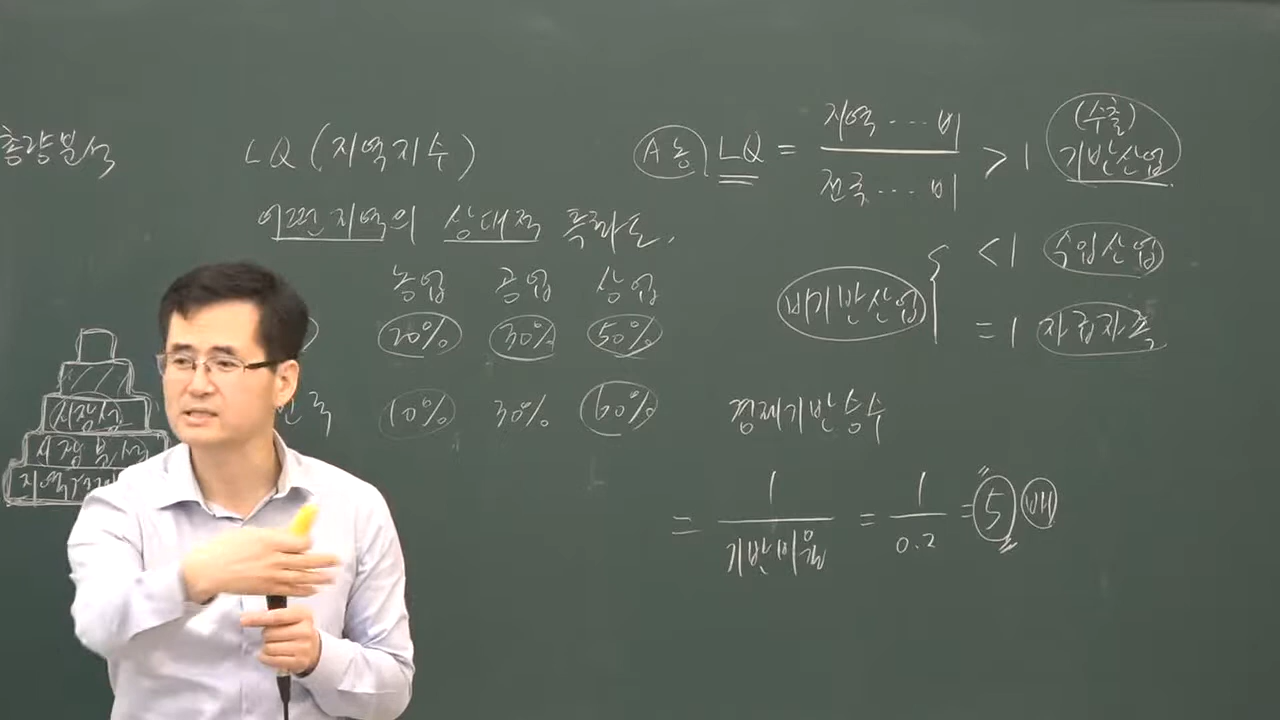 총량분석
LQ (지역지수)
어떤 지역의 상대적 특화도.
농업 공업 상업
20% 30% 50%
국 10% 30% 60%
시장성
시장분석
지역경제
A 농 LQ = 지역 ... 비 / 전국 ... 비 > 1 (수출) 기반산업
비기반산업 { < 1 수입산업
= 1 자급자족
경제기반승수
= 1 / 기반비율 = 1 / 0.2 = "5" 배